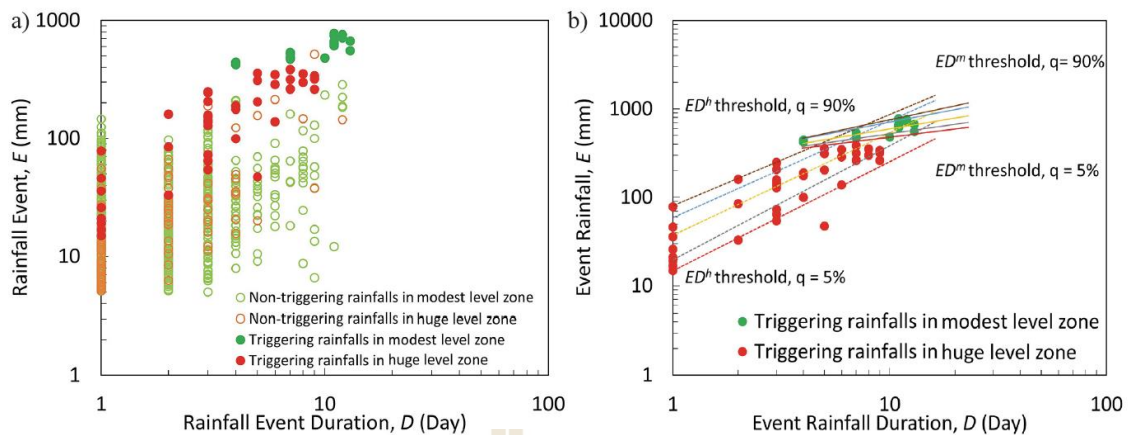 a)
1000
100
10
1
1
10
100
Rainfall Event, E (mm)
Rainfall Event Duration, D (Day)
Non-triggering rainfalls in modest level zone
Non-triggering rainfalls in huge level zone
Triggering rainfalls in modest level zone
Triggering rainfalls in huge level zone
b)
10000
1000
100
10
1
1
10
100
Event Rainfall, E (mm)
Event Rainfall Duration, D (Day)
EDᵐ threshold, q= 90%
EDʰ threshold, q = 90%
EDᵐ threshold, q = 5%
EDʰ threshold, q = 5%
Triggering rainfalls in modest level zone
Triggering rainfalls in huge level zone